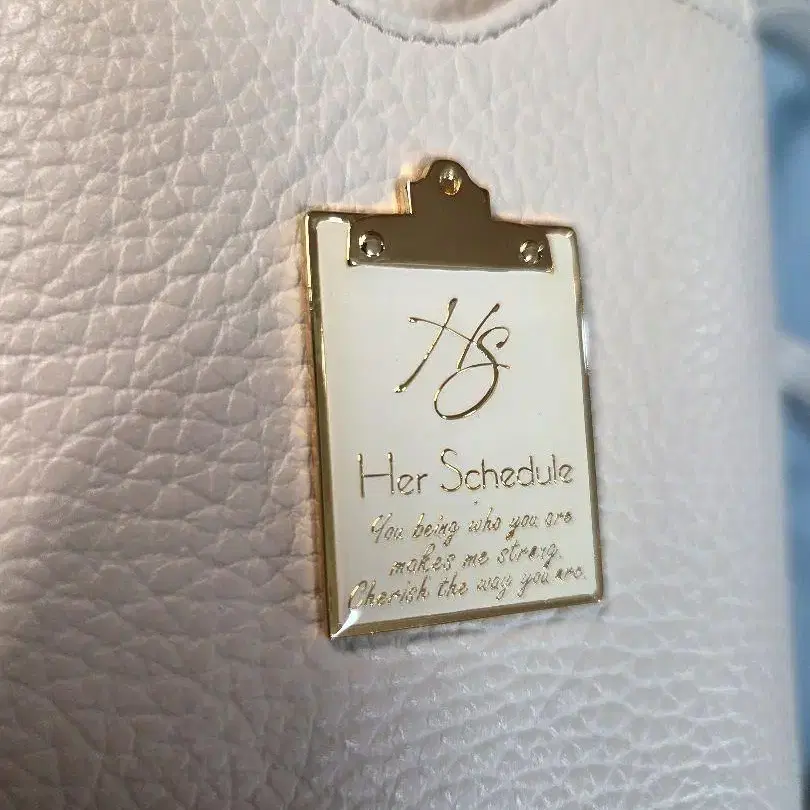 Hs
Her Schedule
You being who you are
makes me strong.
Cherish the way you are.